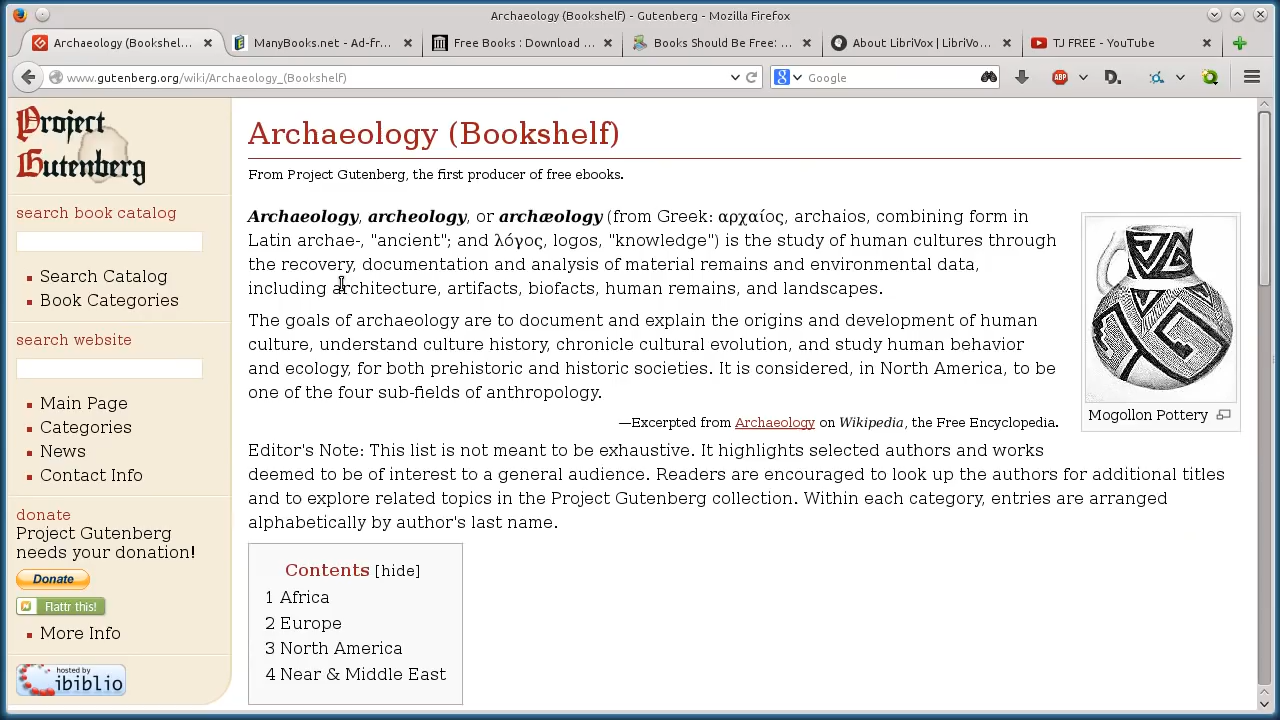 Archaeology (Bookshelf) - Gutenberg - Mozilla Firefox
Archaeology (Bookshel...
ManyBooks.net - Ad-fr...
Free Books : Download ...
Books Should Be Free: ...
About LibriVox | LibriVo...
TJ FREE - YouTube
www.gutenberg.org/wiki/Archaeology_(Bookshelf)
8
Google
ABP
D.
Project
Gutenberg
search book catalog
Search Catalog
Book Categories
search website
Main Page
Categories
News
Contact Info
donate
Project Gutenberg
needs your donation!
Donate
Flattr this!
More Info
hosted by
ibiblio
Archaeology (Bookshelf)
From Project Gutenberg, the first producer of free ebooks.
Archaeology, archeology, or archæology (from Greek: αρχαίος, archaios, combining form in
Latin archae-, "ancient"; and λόγος, logos, "knowledge") is the study of human cultures through
the recovery, documentation and analysis of material remains and environmental data,
including architecture, artifacts, biofacts, human remains, and landscapes.
The goals of archaeology are to document and explain the origins and development of human
culture, understand culture history, chronicle cultural evolution, and study human behavior
and ecology, for both prehistoric and historic societies. It is considered, in North America, to be
one of the four sub-fields of anthropology.
—Excerpted from Archaeology on Wikipedia, the Free Encyclopedia.
Mogollon Pottery
Editor's Note: This list is not meant to be exhaustive. It highlights selected authors and works
deemed to be of interest to a general audience. Readers are encouraged to look up the authors for additional titles
and to explore related topics in the Project Gutenberg collection. Within each category, entries are arranged
alphabetically by author's last name.
Contents [hide]
1 Africa
2 Europe
3 North America
4 Near & Middle East